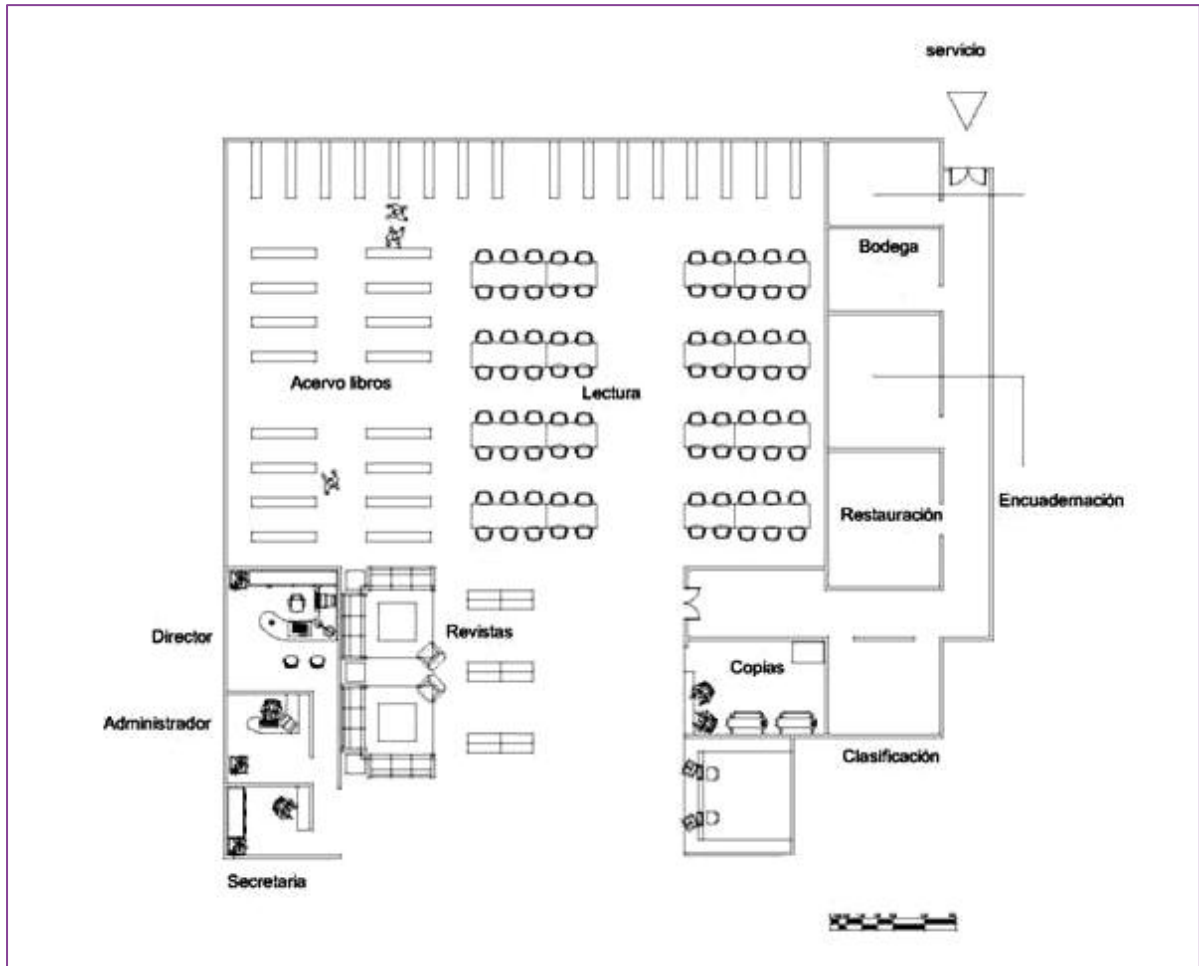 servicio
Bodega
Acervo libros
Lectura
Restauración
Encuadernación
Director
Revistas
Copias
Administrador
Clasificación
Secretaria